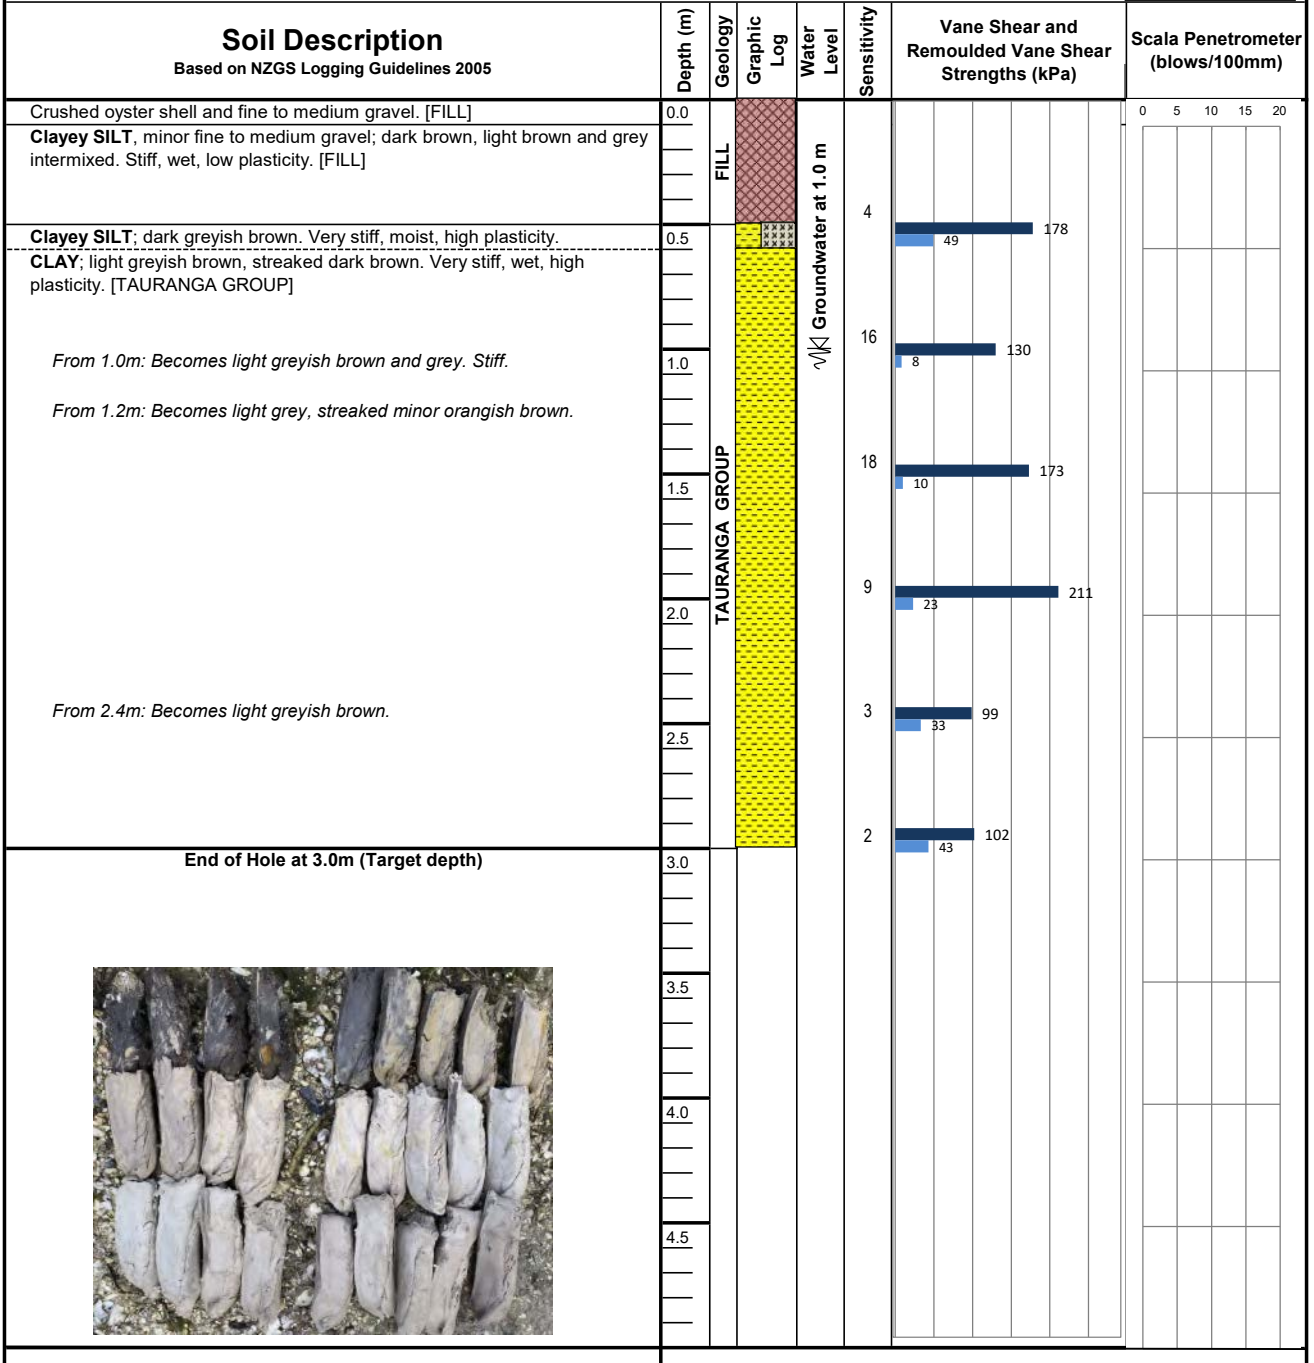 Soil Description
Based on NZGS Logging Guidelines 2005
Depth (m)
Geology
Graphic
Log
Water
Level
Sensitivity
Vane Shear and
Remoulded Vane Shear
Strengths (kPa)
Scala Penetrometer
(blows/100mm)
0 5 10 15 20
Crushed oyster shell and fine to medium gravel. [FILL]
0.0
Clayey SILT, minor fine to medium gravel; dark brown, light brown and grey
intermixed. Stiff, wet, low plasticity. [FILL]
FILL
Groundwater at 1.0 m
4
178
49
Clayey SILT; dark greyish brown. Very stiff, moist, high plasticity.
0.5
CLAY; light greyish brown, streaked dark brown. Very stiff, wet, high
plasticity. [TAURANGA GROUP]
16
130
8
From 1.0m: Becomes light greyish brown and grey. Stiff.
1.0
From 1.2m: Becomes light grey, streaked minor orangish brown.
TAURANGA GROUP
18
173
10
1.5
9
211
23
2.0
From 2.4m: Becomes light greyish brown.
3
99
33
2.5
2
102
43
End of Hole at 3.0m (Target depth)
3.0
3.5
4.0
4.5